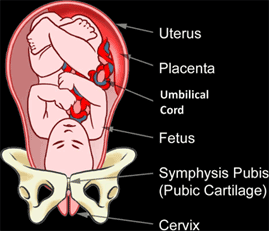 Uterus
Placenta
Umbilical
Cord
Fetus
Symphysis Pubis
(Pubic Cartilage)
Cervix